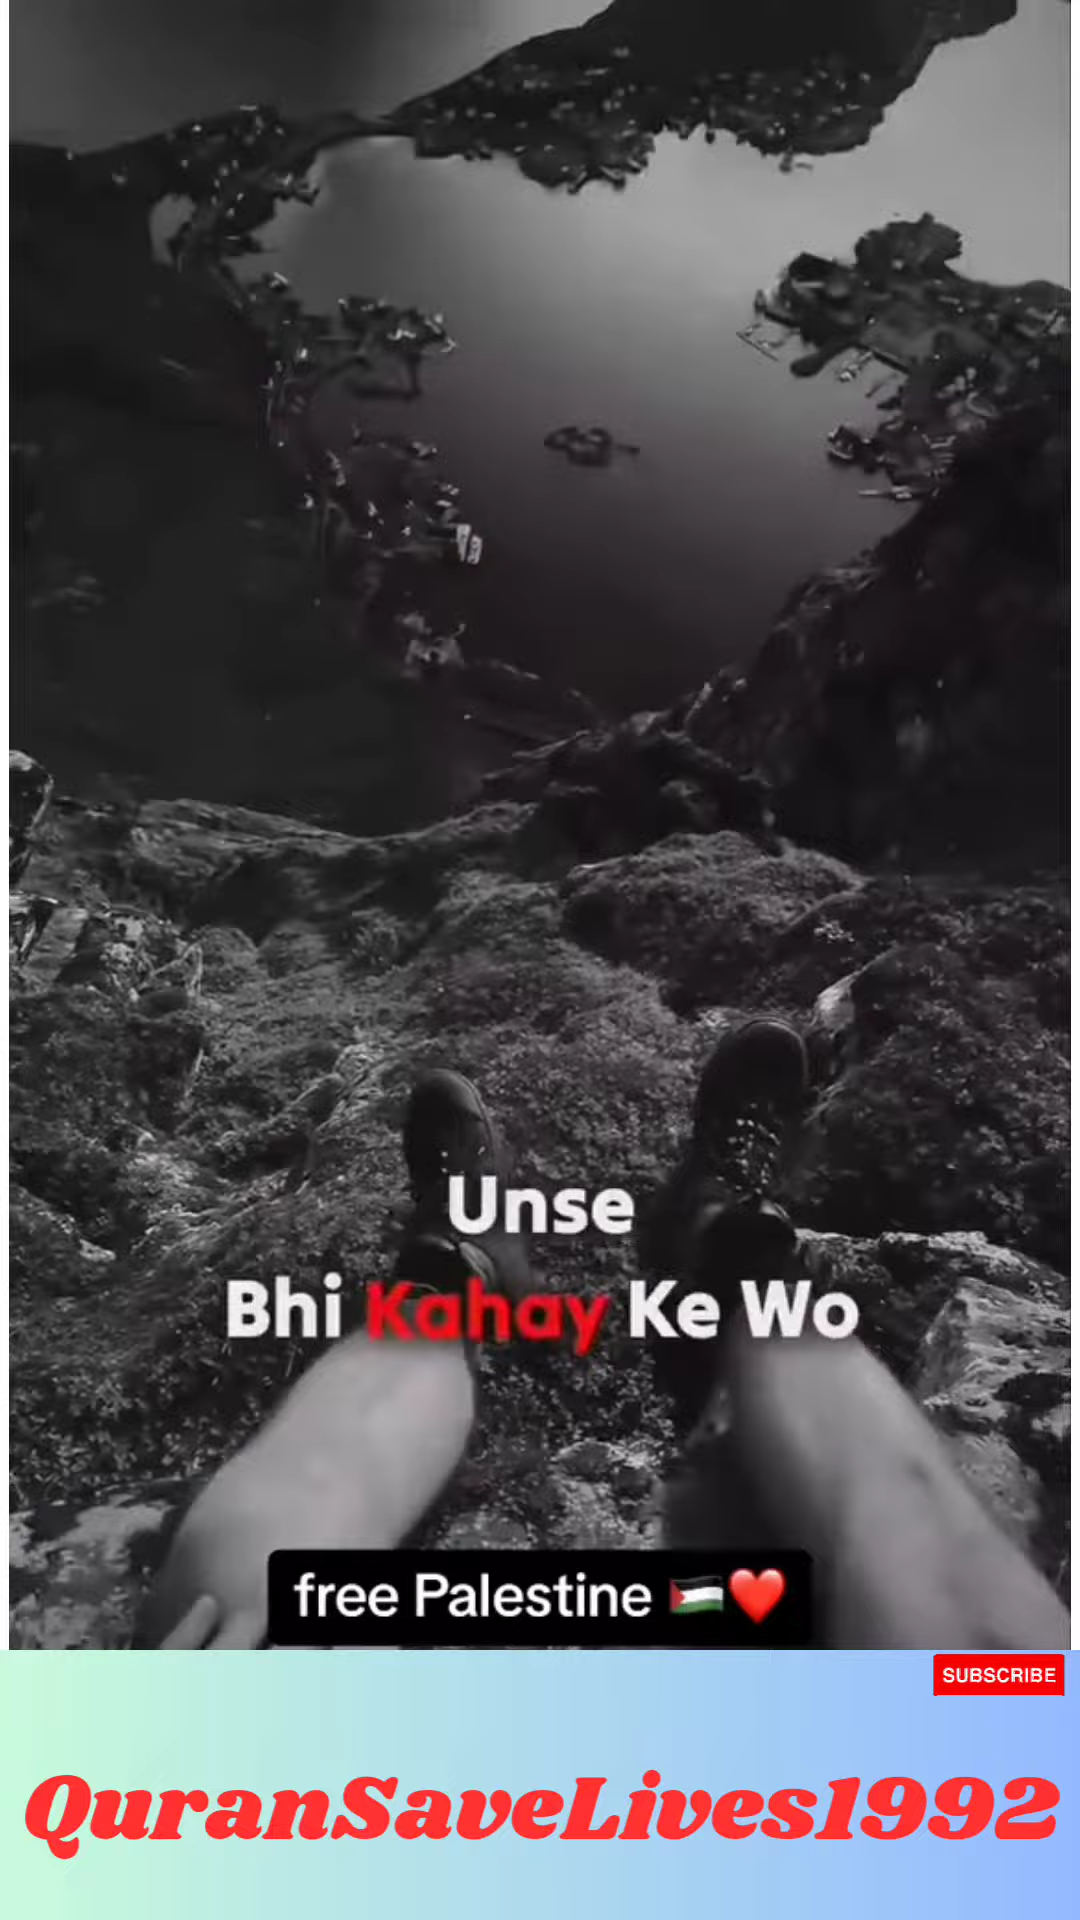 Unse
Bhi Kahay Ke Wo
free Palestine 🇵🇸❤️
SUBSCRIBE
QuranSaveLives1992